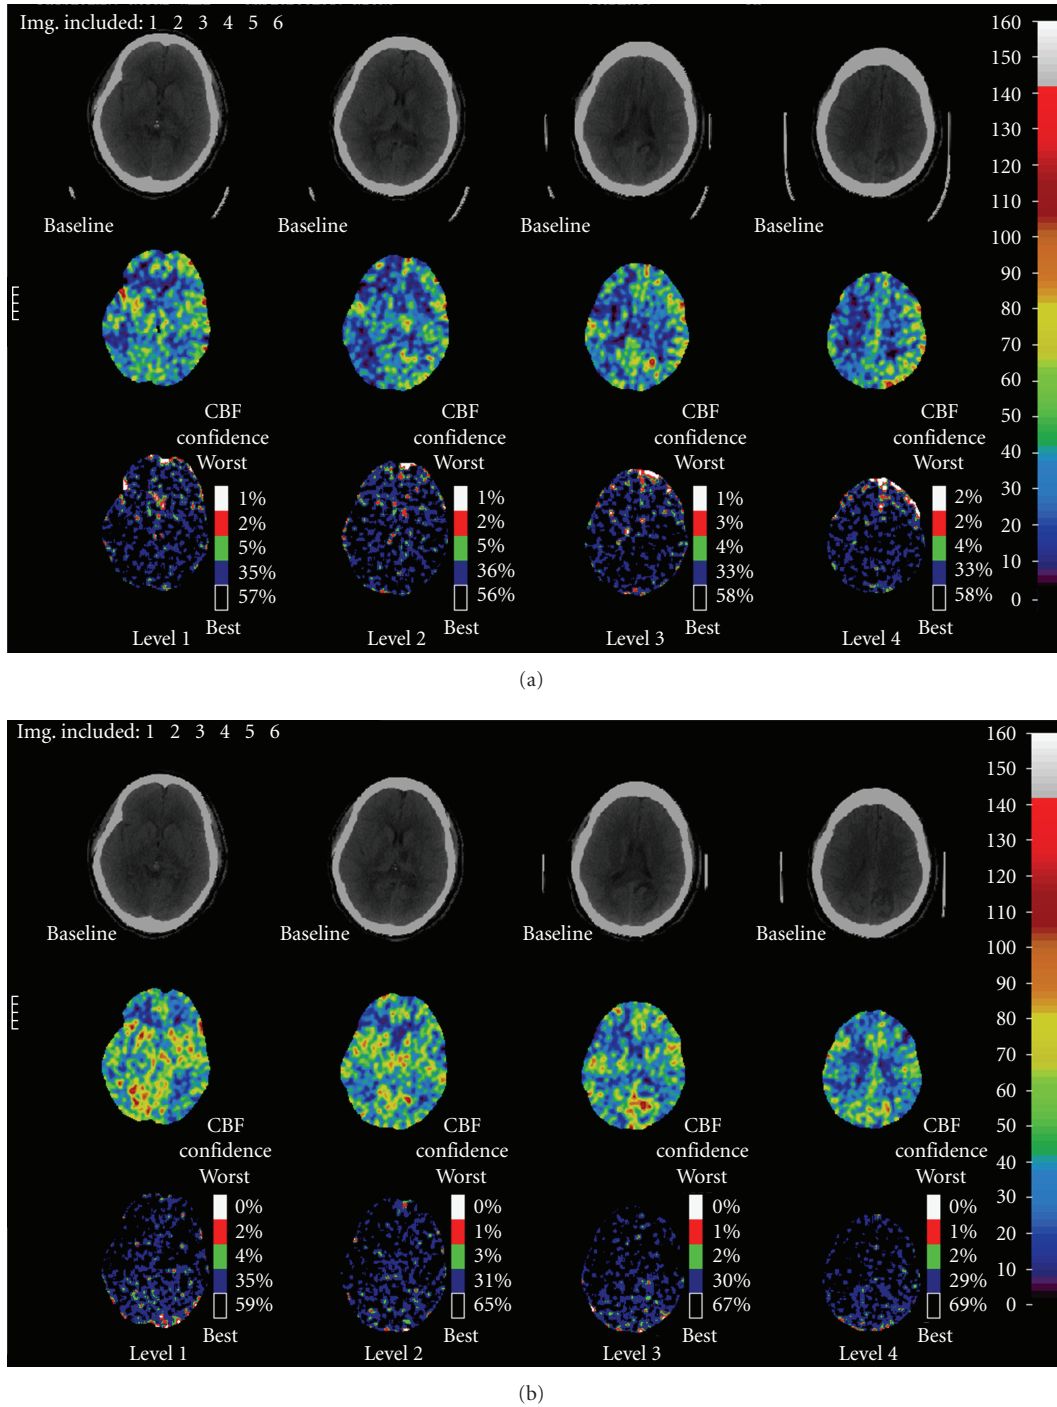 Img. included: 1 2 3 4 5 6
Baseline
Baseline
Baseline
Baseline
160
150
140
130
120
110
100
90
80
70
60
50
40
30
20
10
0
CBF
confidence
Worst
1%
2%
5%
35%
57%
Best
Level 1
CBF
confidence
Worst
1%
2%
5%
36%
56%
Best
Level 2
CBF
confidence
Worst
1%
3%
4%
33%
58%
Best
Level 3
CBF
confidence
Worst
2%
2%
4%
33%
58%
Best
Level 4
(a)
Img. included: 1 2 3 4 5 6
Baseline
Baseline
Baseline
Baseline
160
150
140
130
120
110
100
90
80
70
60
50
40
30
20
10
0
CBF
confidence
Worst
0%
2%
4%
35%
59%
Best
Level 1
CBF
confidence
Worst
0%
1%
3%
31%
65%
Best
Level 2
CBF
confidence
Worst
0%
1%
2%
30%
67%
Best
Level 3
CBF
confidence
Worst
0%
1%
2%
29%
69%
Best
Level 4
(b)